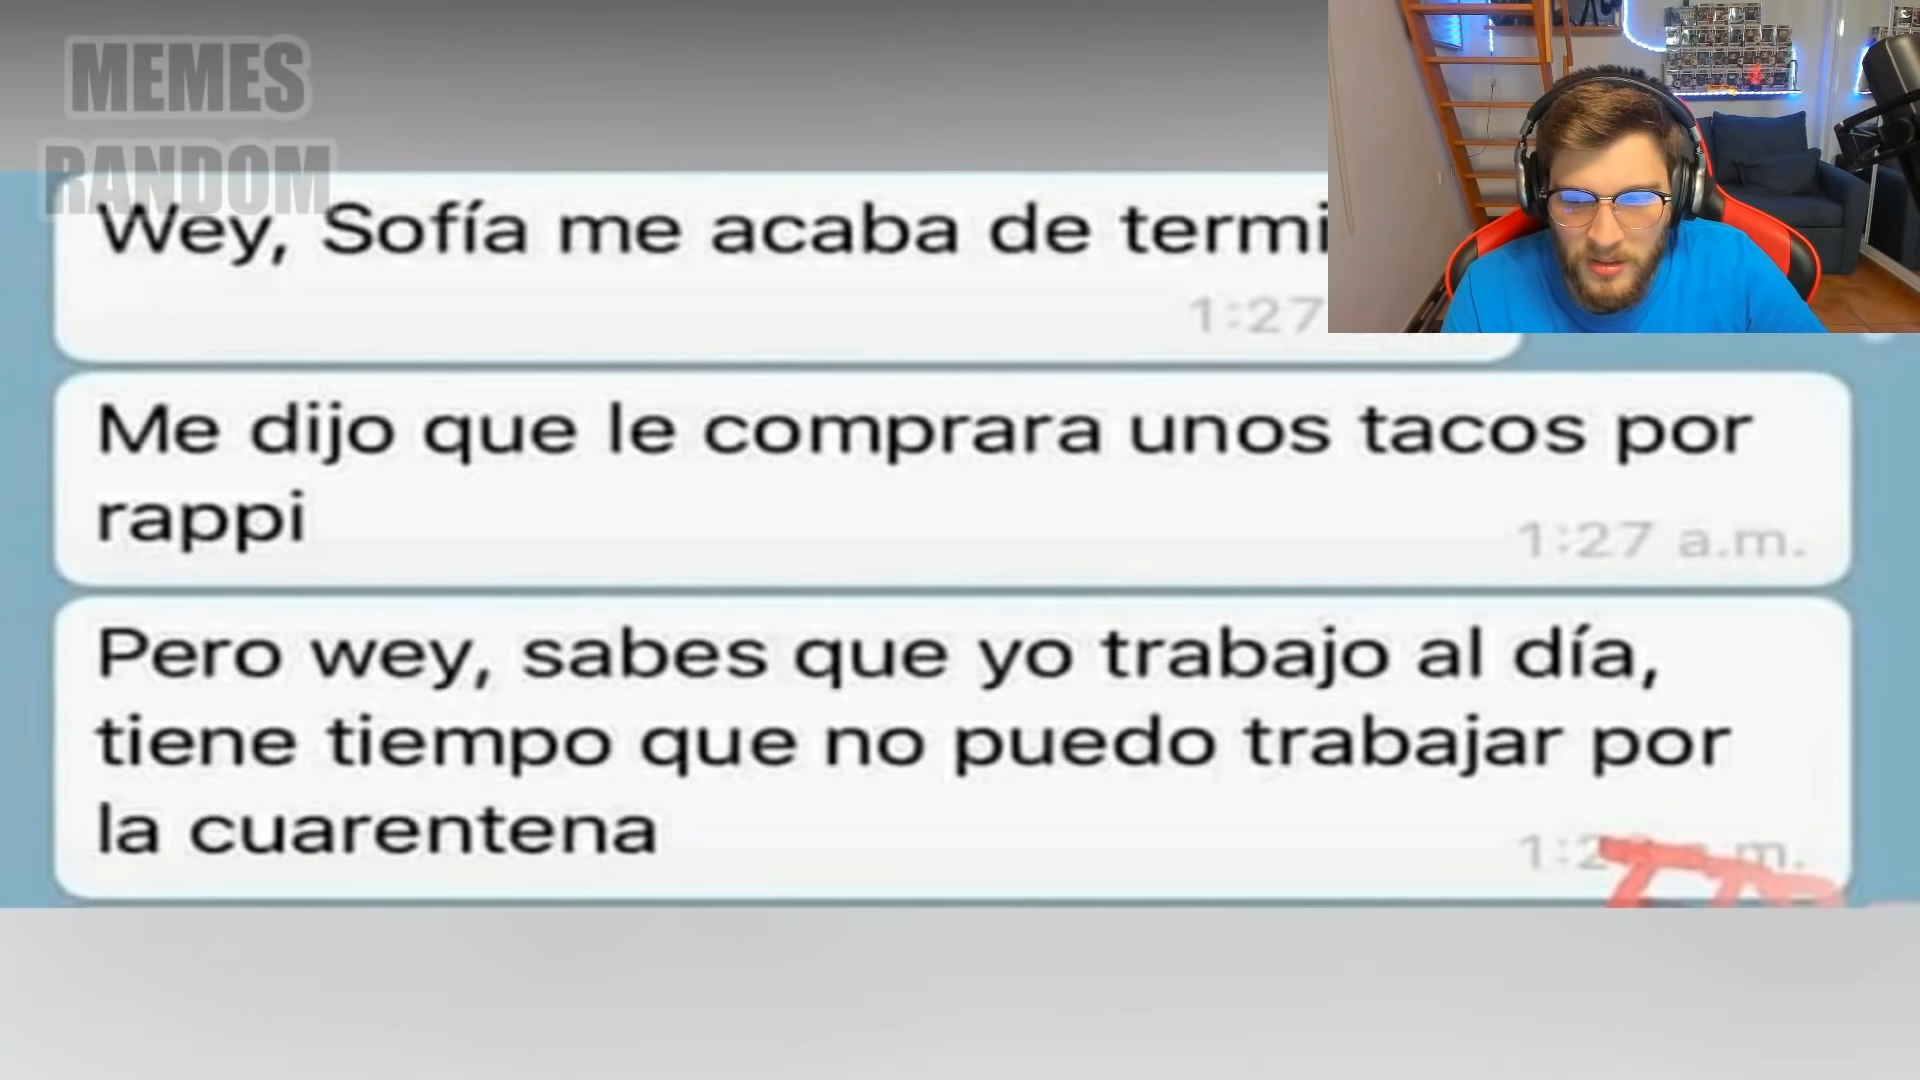 MEMES
RANDOM
Wey, Sofía me acaba de termi
1:27
Me dijo que le comprara unos tacos por
rappi
1:27 a.m.
Pero wey, sabes que yo trabajo al día,
tiene tiempo que no puedo trabajar por
la cuarentena